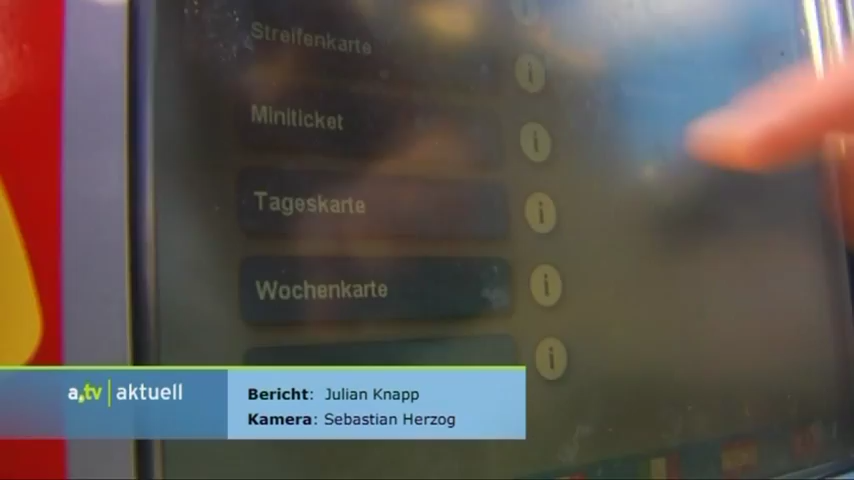 Streifenkarte
i
Miniticket
i
Tageskarte
i
Wochenkarte
i
i
a.tv | aktuell
Bericht: Julian Knapp
Kamera: Sebastian Herzog